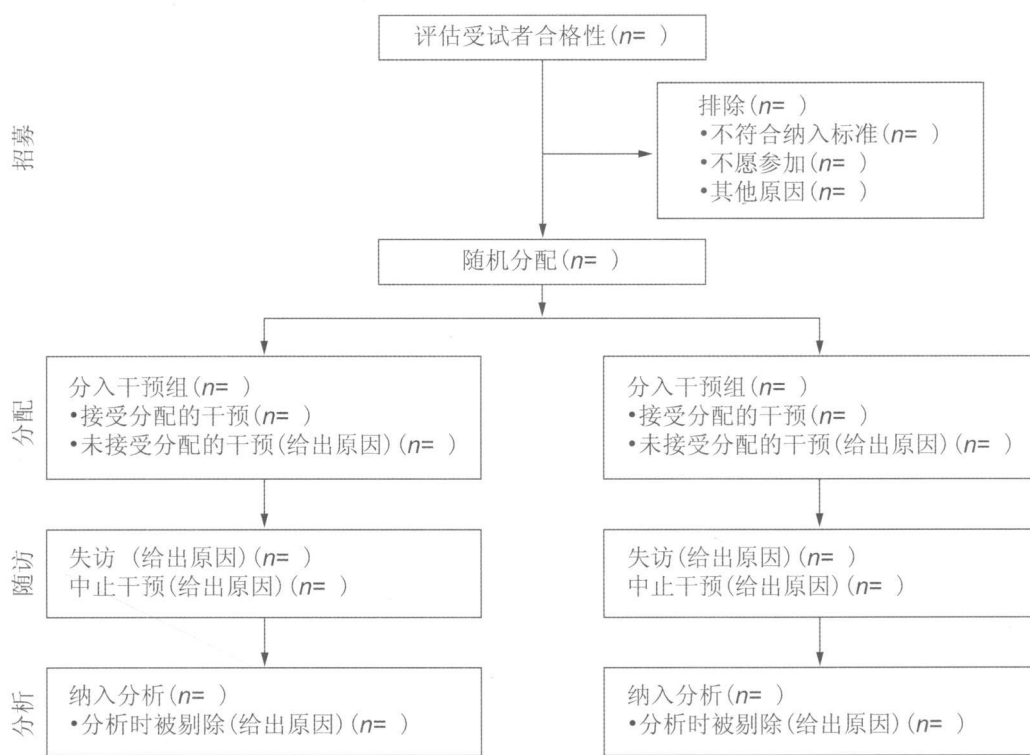 评估受试者合格性(n= )
招募
排除(n= )
•不符合纳入标准(n= )
•不愿参加(n= )
•其他原因(n= )
随机分配(n= )
分配
分入干预组(n= )
•接受分配的干预(n= )
•未接受分配的干预(给出原因)(n= )
分入干预组(n= )
•接受分配的干预(n= )
•未接受分配的干预(给出原因)(n= )
随访
失访 (给出原因)(n= )
中止干预(给出原因)(n= )
失访(给出原因)(n= )
中止干预(给出原因)(n= )
分析
纳入分析(n= )
•分析时被剔除(给出原因)(n= )
纳入分析(n= )
•分析时被剔除(给出原因)(n= )